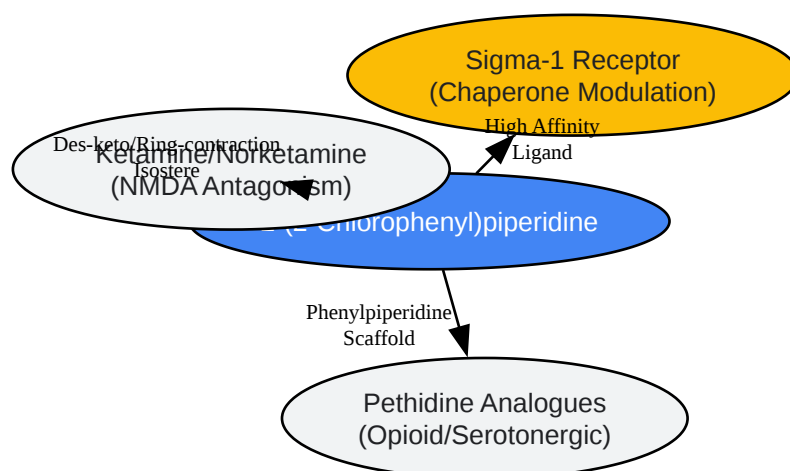 Sigma-1 Receptor
(Chaperone Modulation)
High Affinity
Ligand
Des-keto/Ring-contraction
Isostere
Ketamine/Norketamine
(NMDA Antagonism)
Chlorophenyl)piperidine
Phenylpiperidine
Scaffold
Pethidine Analogues
(Opioid/Serotonergic)